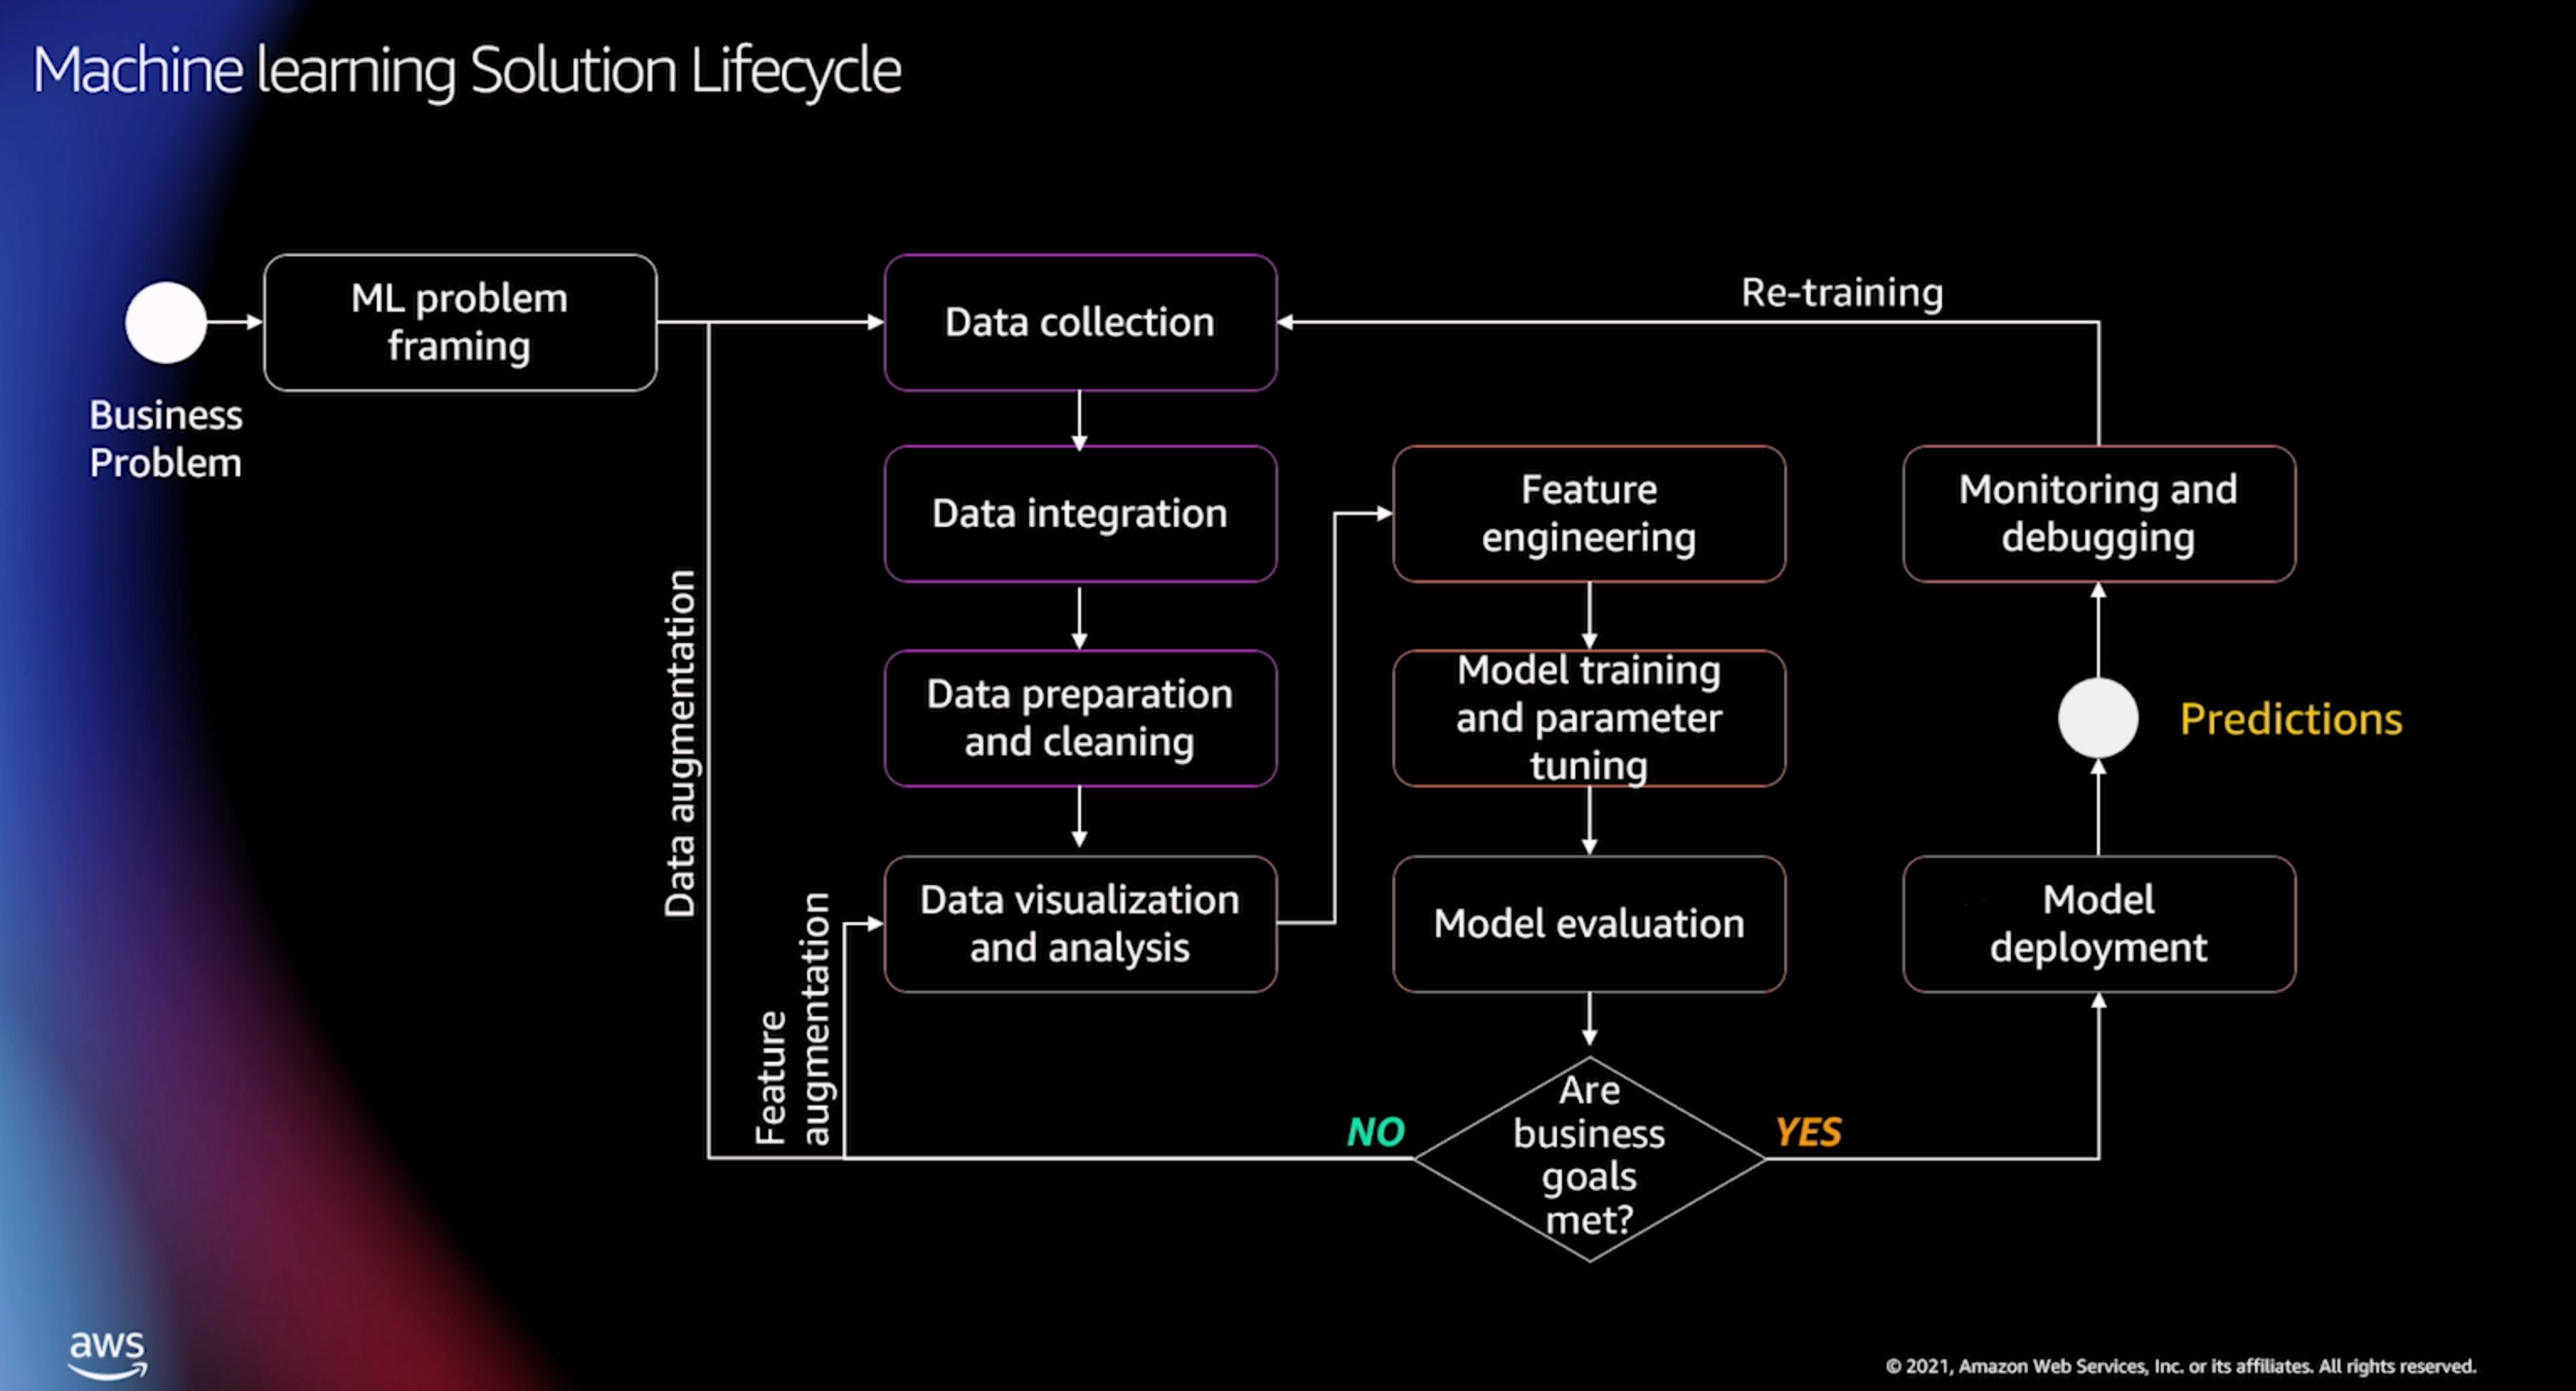 Machine learning Solution Lifecycle
Business
Problem
ML problem
framing
Data augmentation
Feature
augmentation
Data collection
Data integration
Data preparation
and cleaning
Data visualization
and analysis
Feature
engineering
Model training
and parameter
tuning
Model evaluation
Are
business
goals
met?
NO
YES
Model
deployment
Predictions
Monitoring and
debugging
Re-training
aws
© 2021, Amazon Web Services, Inc. or its affiliates. All rights reserved.